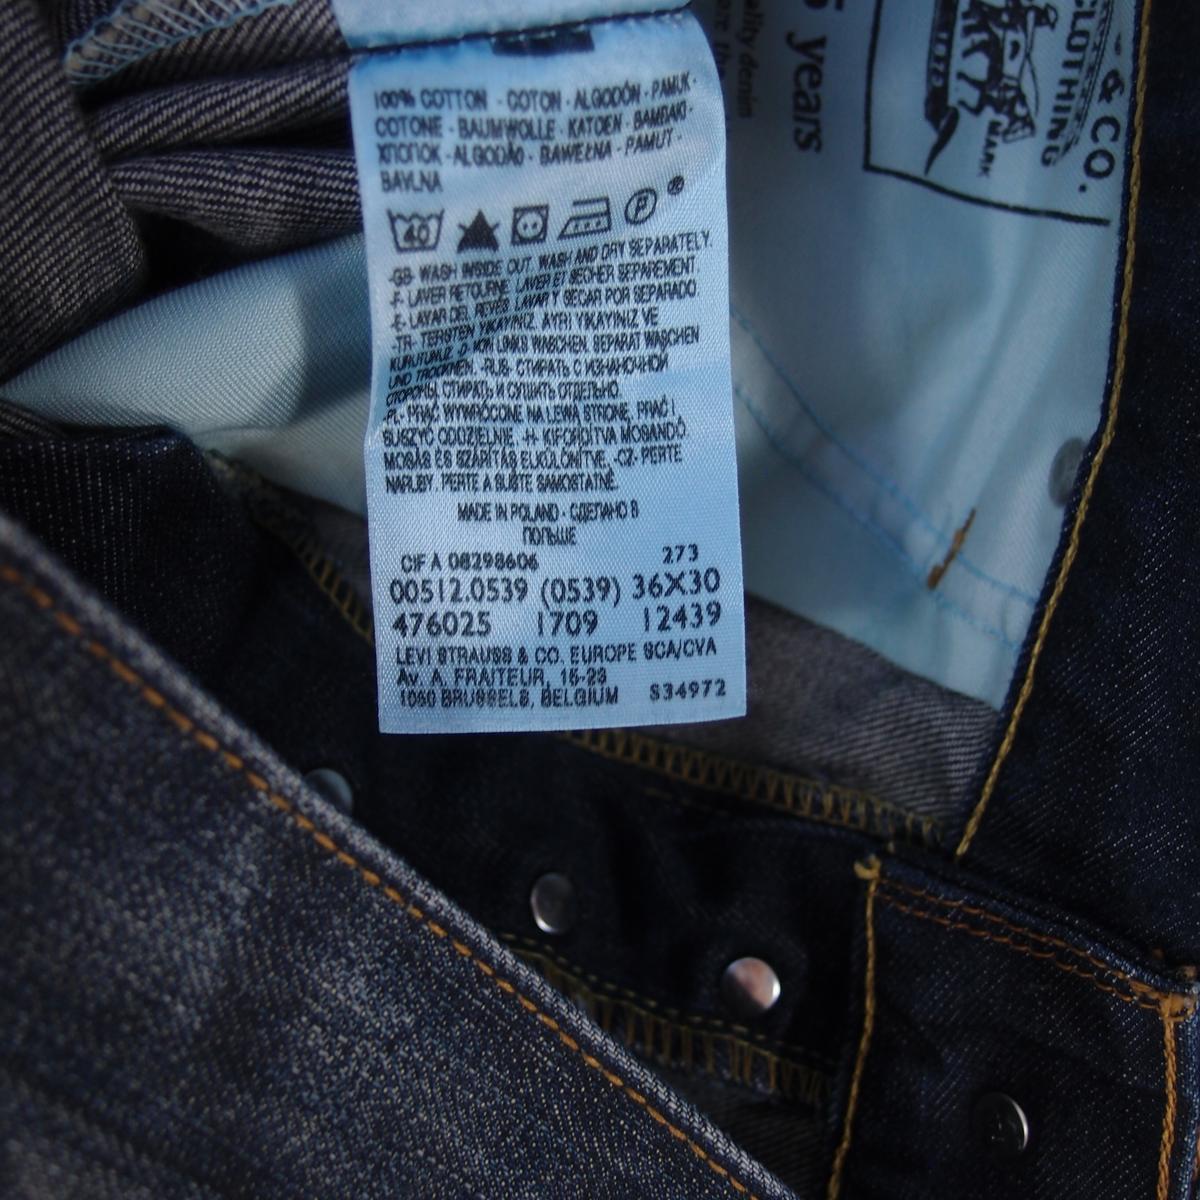 100% COTTON - COTON - ALGODÓN - PAMUK -
COTONE - BAUMWOLLE - KATOEN - BAMBAKI -
ХЛОПОК - ALGODÃO - BAWEŁNA - PAMUT -
BAVLNA
40 P ®
-GB- WASH INSIDE OUT. WASH AND DRY SEPARATELY.
-F- LAVER RETOURNE. LAVER ET SECHER SEPAREMENT.
-E- LAVAR DEL REVES. LAVAR Y SECAR POR SEPARADO.
-TR- TERSTEN YIKAYINIZ. AYRI YIKAYINIZ VE
KURUTUNUZ. -D- VON LINKS WASCHEN. SEPARAT WASCHEN
UND TROCKNEN. -RUS- СТИРАТЬ С ИЗНАНОЧНОЙ
СТОРОНЫ. СТИРАТЬ И СУШИТЬ ОТДЕЛЬНО.
-PL- PRAĆ WYWRÓCONE NA LEWĄ STRONĘ. PRAĆ I
SUSZYĆ ODDZIELNIE. -H- KIFORDÍTVA MOSANDÓ.
MOSÁS ÉS SZÁRÍTÁS ELKÜLÖNÍTVE. -CZ- PERTE
NARUBY. PERTE A SUŠTE SAMOSTATNĚ.
MADE IN POLAND - СДЕЛАНО В
ПОЛЬШЕ
CIF A 08298606 273
00512.0539 (0539) 36X30
476025 1709 12439
LEVI STRAUSS & CO. EUROPE SCA/CVA
Av. A. FRAITEUR, 15-23
1050 BRUSSELS, BELGIUM S34972
years
denim
& CO.
CLOTHING
MARK